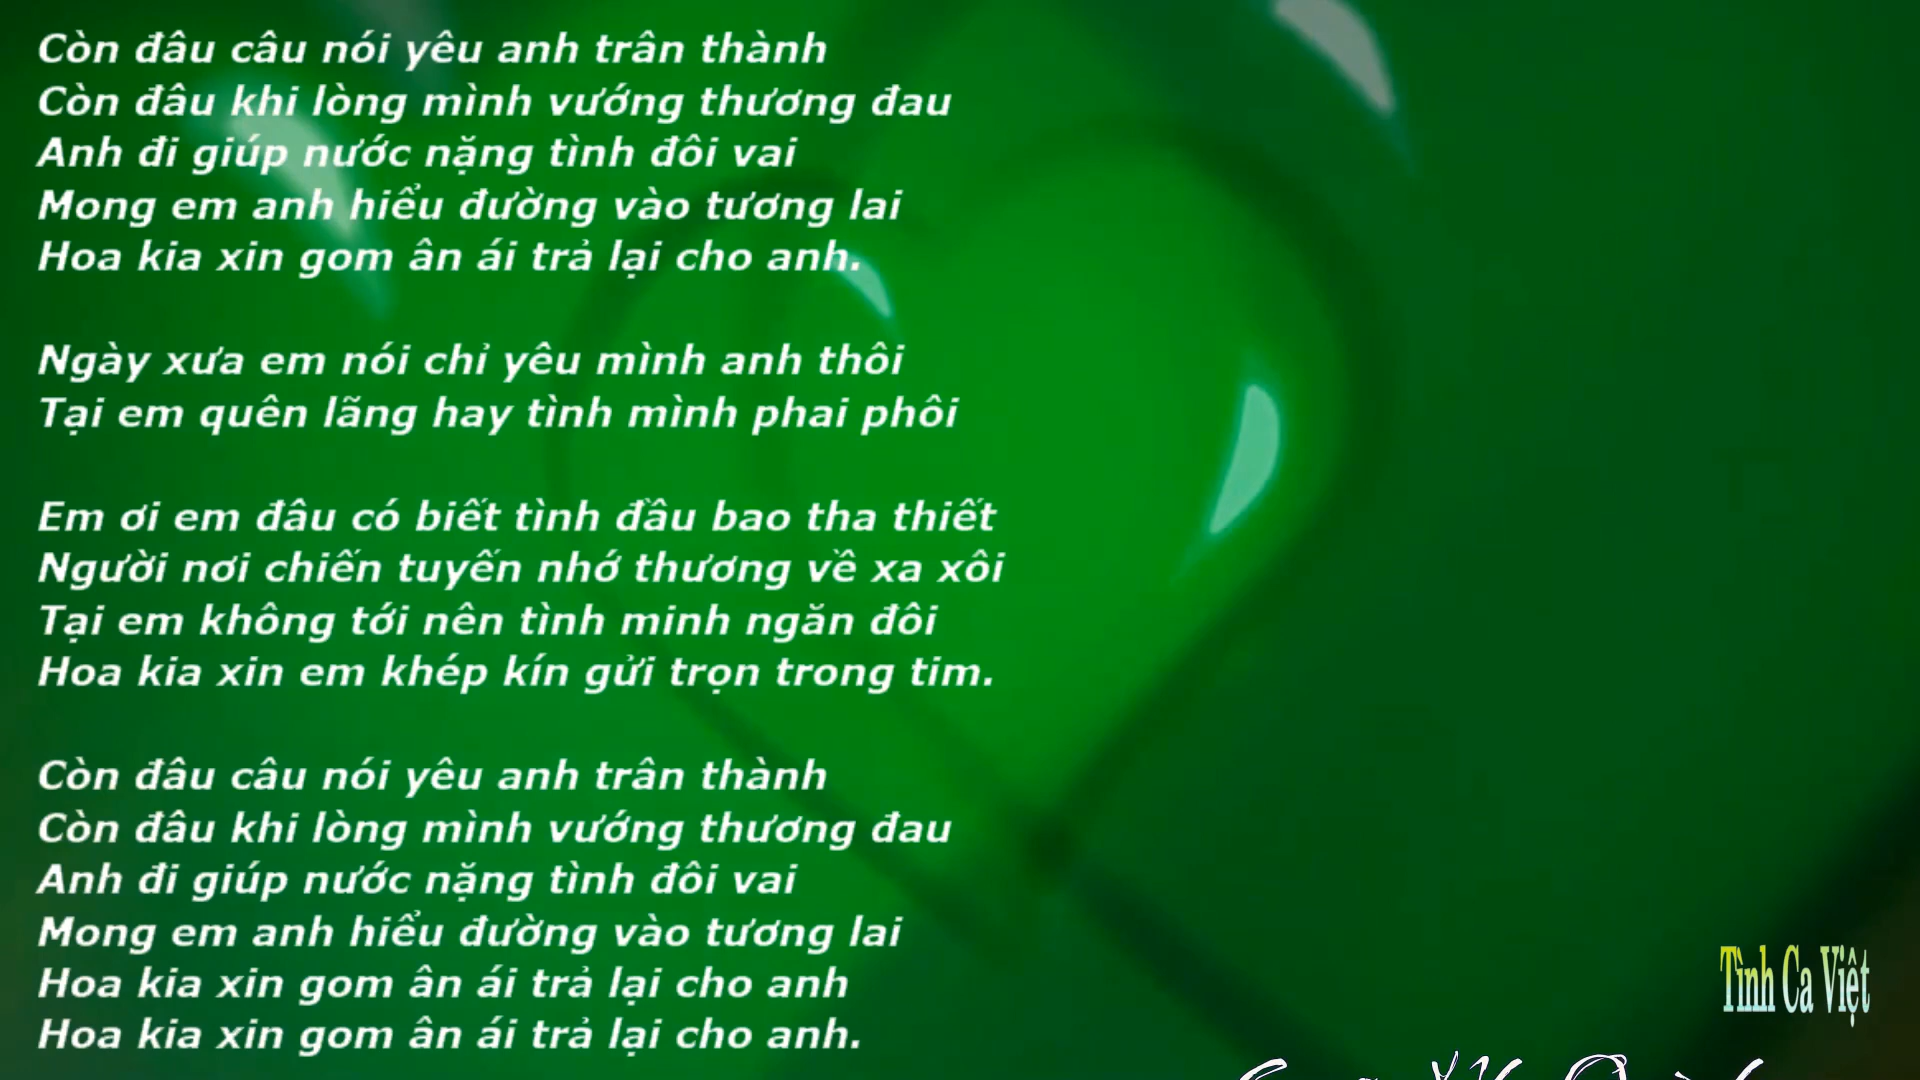 Còn đâu câu nói yêu anh trân thành
Còn đâu khi lòng mình vướng thương đau
Anh đi giúp nước nặng tình đôi vai
Mong em anh hiểu đường vào tương lai
Hoa kia xin gom ân ái trả lại cho anh.
Ngày xưa em nói chỉ yêu mình anh thôi
Tại em quên lãng hay tình mình phai phôi
Em ơi em đâu có biết tình đầu bao tha thiết
Người nơi chiến tuyến nhớ thương về xa xôi
Tại em không tới nên tình minh ngăn đôi
Hoa kia xin em khép kín gửi trọn trong tim.
Còn đâu câu nói yêu anh trân thành
Còn đâu khi lòng mình vướng thương đau
Anh đi giúp nước nặng tình đôi vai
Mong em anh hiểu đường vào tương lai
Hoa kia xin gom ân ái trả lại cho anh
Hoa kia xin gom ân ái trả lại cho anh.
Tình Ca Việt